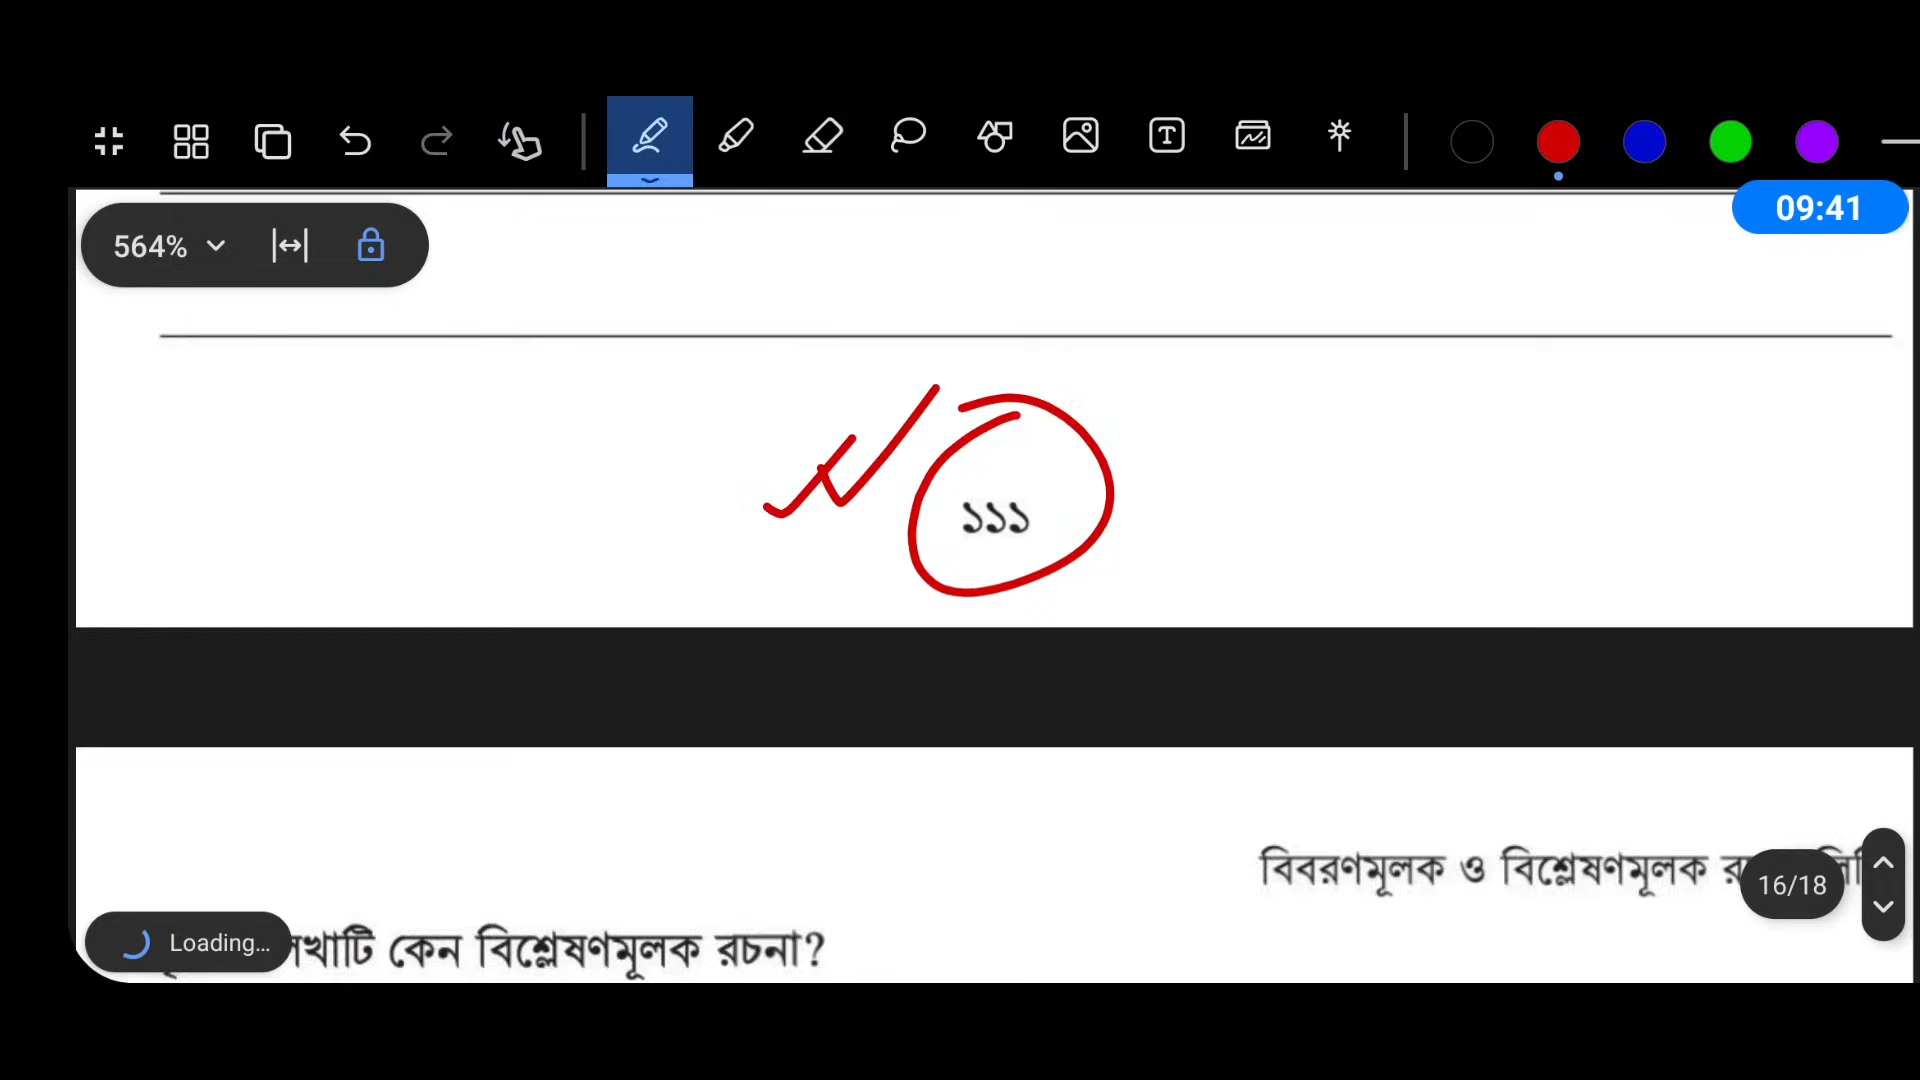 09:41
564%
১১১
বিবরণমূলক ও বিশ্লেষণমূলক
16/18
Loading...
কেন বিশ্লেষণমূলক রচনা?